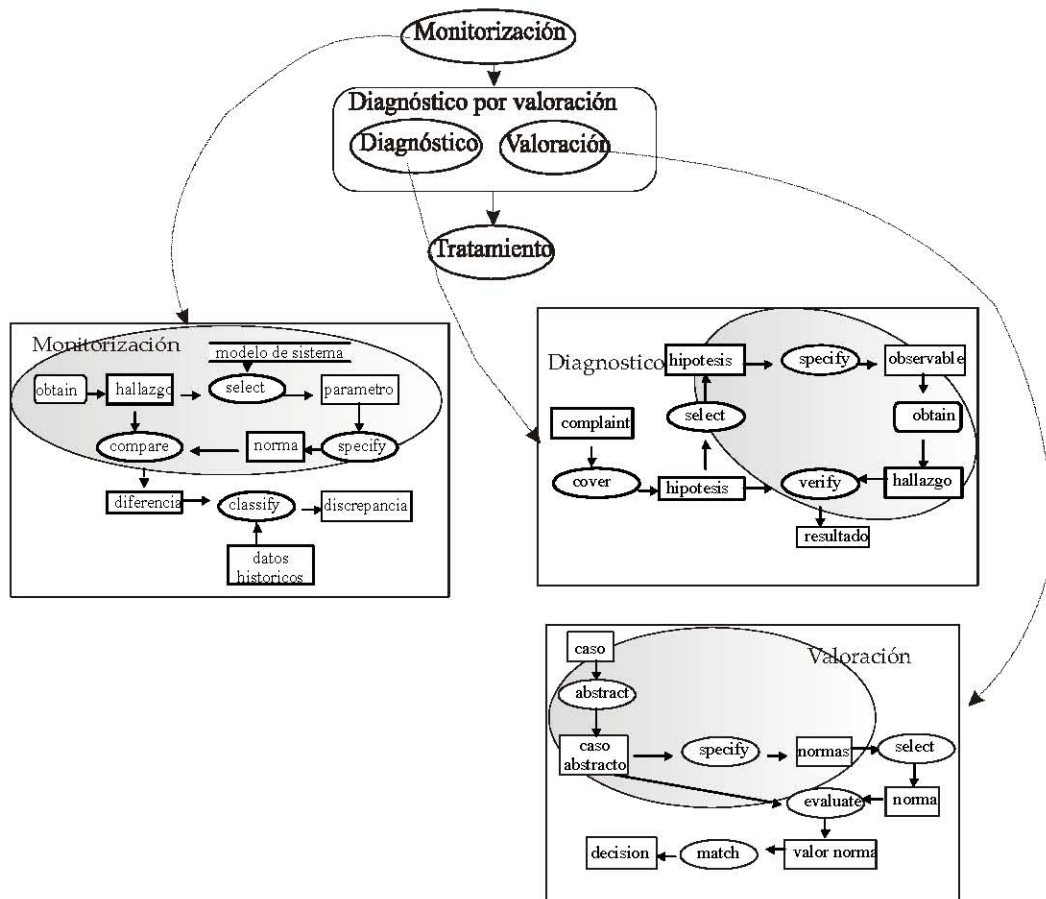 Monitorización
Diagnóstico por valoración
Diagnóstico
Valoración
Tratamiento
Monitorización
modelo de sistema
obtain
hallazgo
select
parametro
compare
norma
specify
diferencia
classify
discrepancia
datos
historicos
Diagnostico
hipotesis
specify
observable
complaint
select
obtain
cover
hipotesis
verify
hallazgo
resultado
caso
Valoración
abstract
caso
abstracto
specify
normas
select
evaluate
norma
decision
match
valor norma